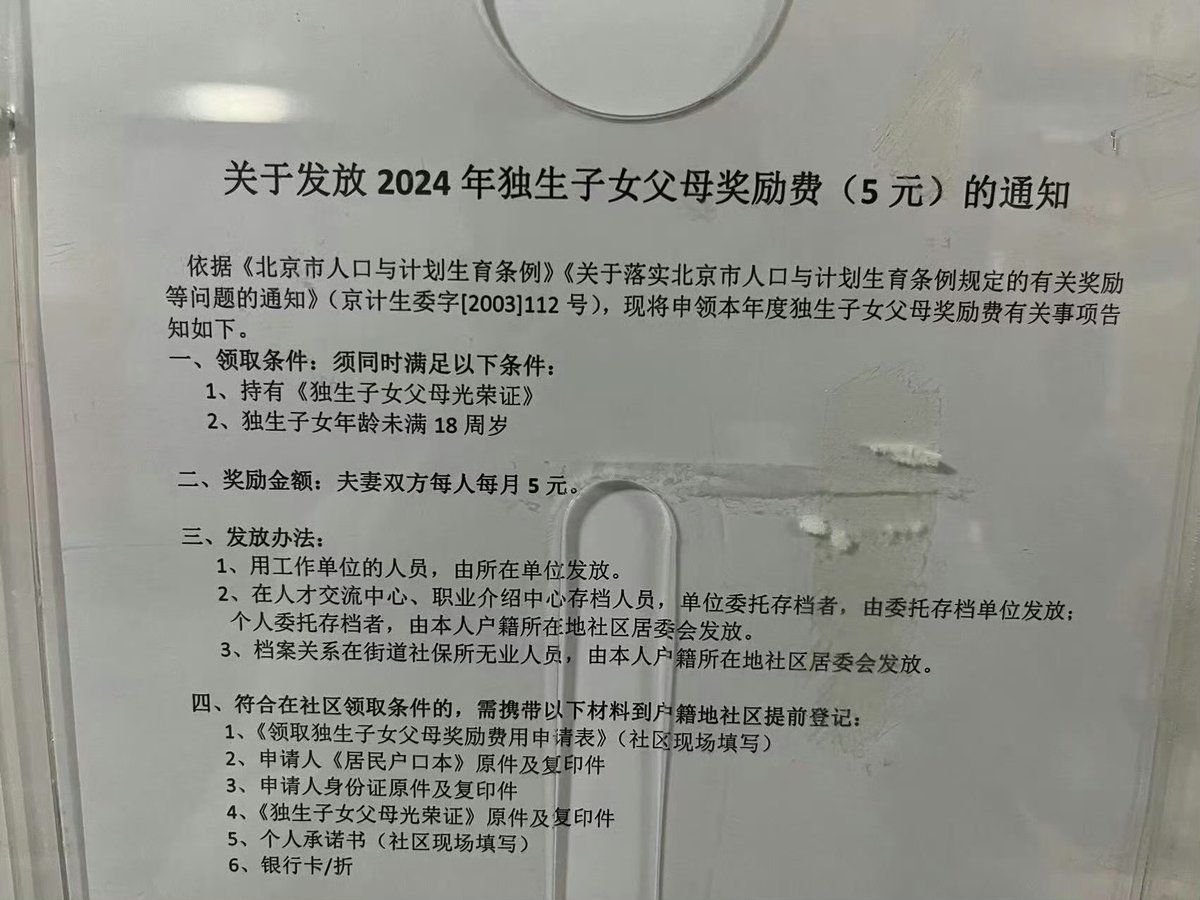 关于发放 2024 年独生子女父母奖励费（5 元）的通知
依据《北京市人口与计划生育条例》《关于落实北京市人口与计划生育条例规定的有关奖励
等问题的通知》（京计生委字[2003]112 号），现将申领本年度独生子女父母奖励费有关事项告
知如下。
一、领取条件：须同时满足以下条件：
1、持有《独生子女父母光荣证》
2、独生子女年龄未满 18 周岁
二、奖励金额：夫妻双方每人每月 5 元。
三、发放办法：
1、用工作单位的人员，由所在单位发放。
2、在人才交流中心、职业介绍中心存档人员，单位委托存档者，由委托存档单位发放；
个人委托存档者，由本人户籍所在地社区居委会发放。
3、档案关系在街道社保所无业人员，由本人户籍所在地社区居委会发放。
四、符合在社区领取条件的，需携带以下材料到户籍地社区提前登记：
1、《领取独生子女父母奖励费用申请表》（社区现场填写）
2、申请人《居民户口本》原件及复印件
3、申请人身份证原件及复印件
4、《独生子女父母光荣证》原件及复印件
5、个人承诺书（社区现场填写）
6、银行卡/折